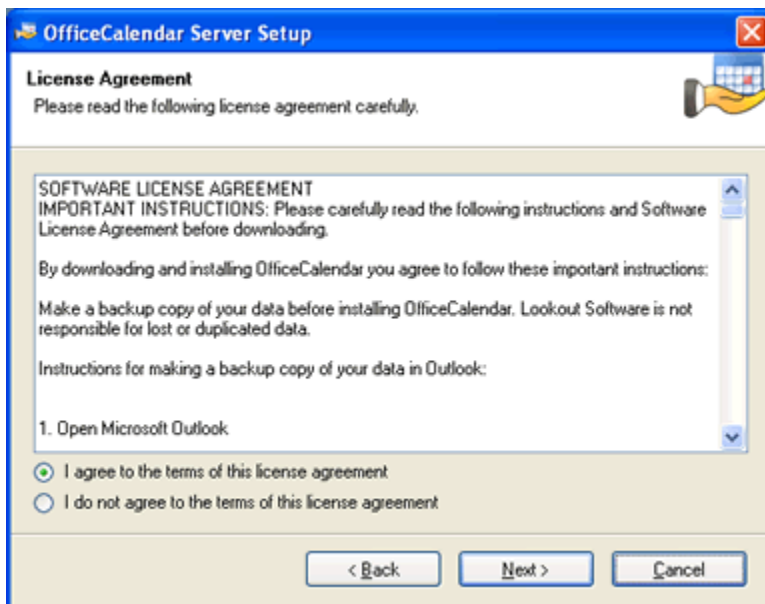 OfficeCalendar Server Setup
License Agreement
Please read the following license agreement carefully.
SOFTWARE LICENSE AGREEMENT
IMPORTANT INSTRUCTIONS: Please carefully read the following instructions and Software
License Agreement before downloading.
By downloading and installing OfficeCalendar you agree to follow these important instructions:
Make a backup copy of your data before installing OfficeCalendar. Lookout Software is not
responsible for lost or duplicated data.
Instructions for making a backup copy of your data in Outlook:
1. Open Microsoft Outlook
I agree to the terms of this license agreement
I do not agree to the terms of this license agreement
< Back
Next >
Cancel